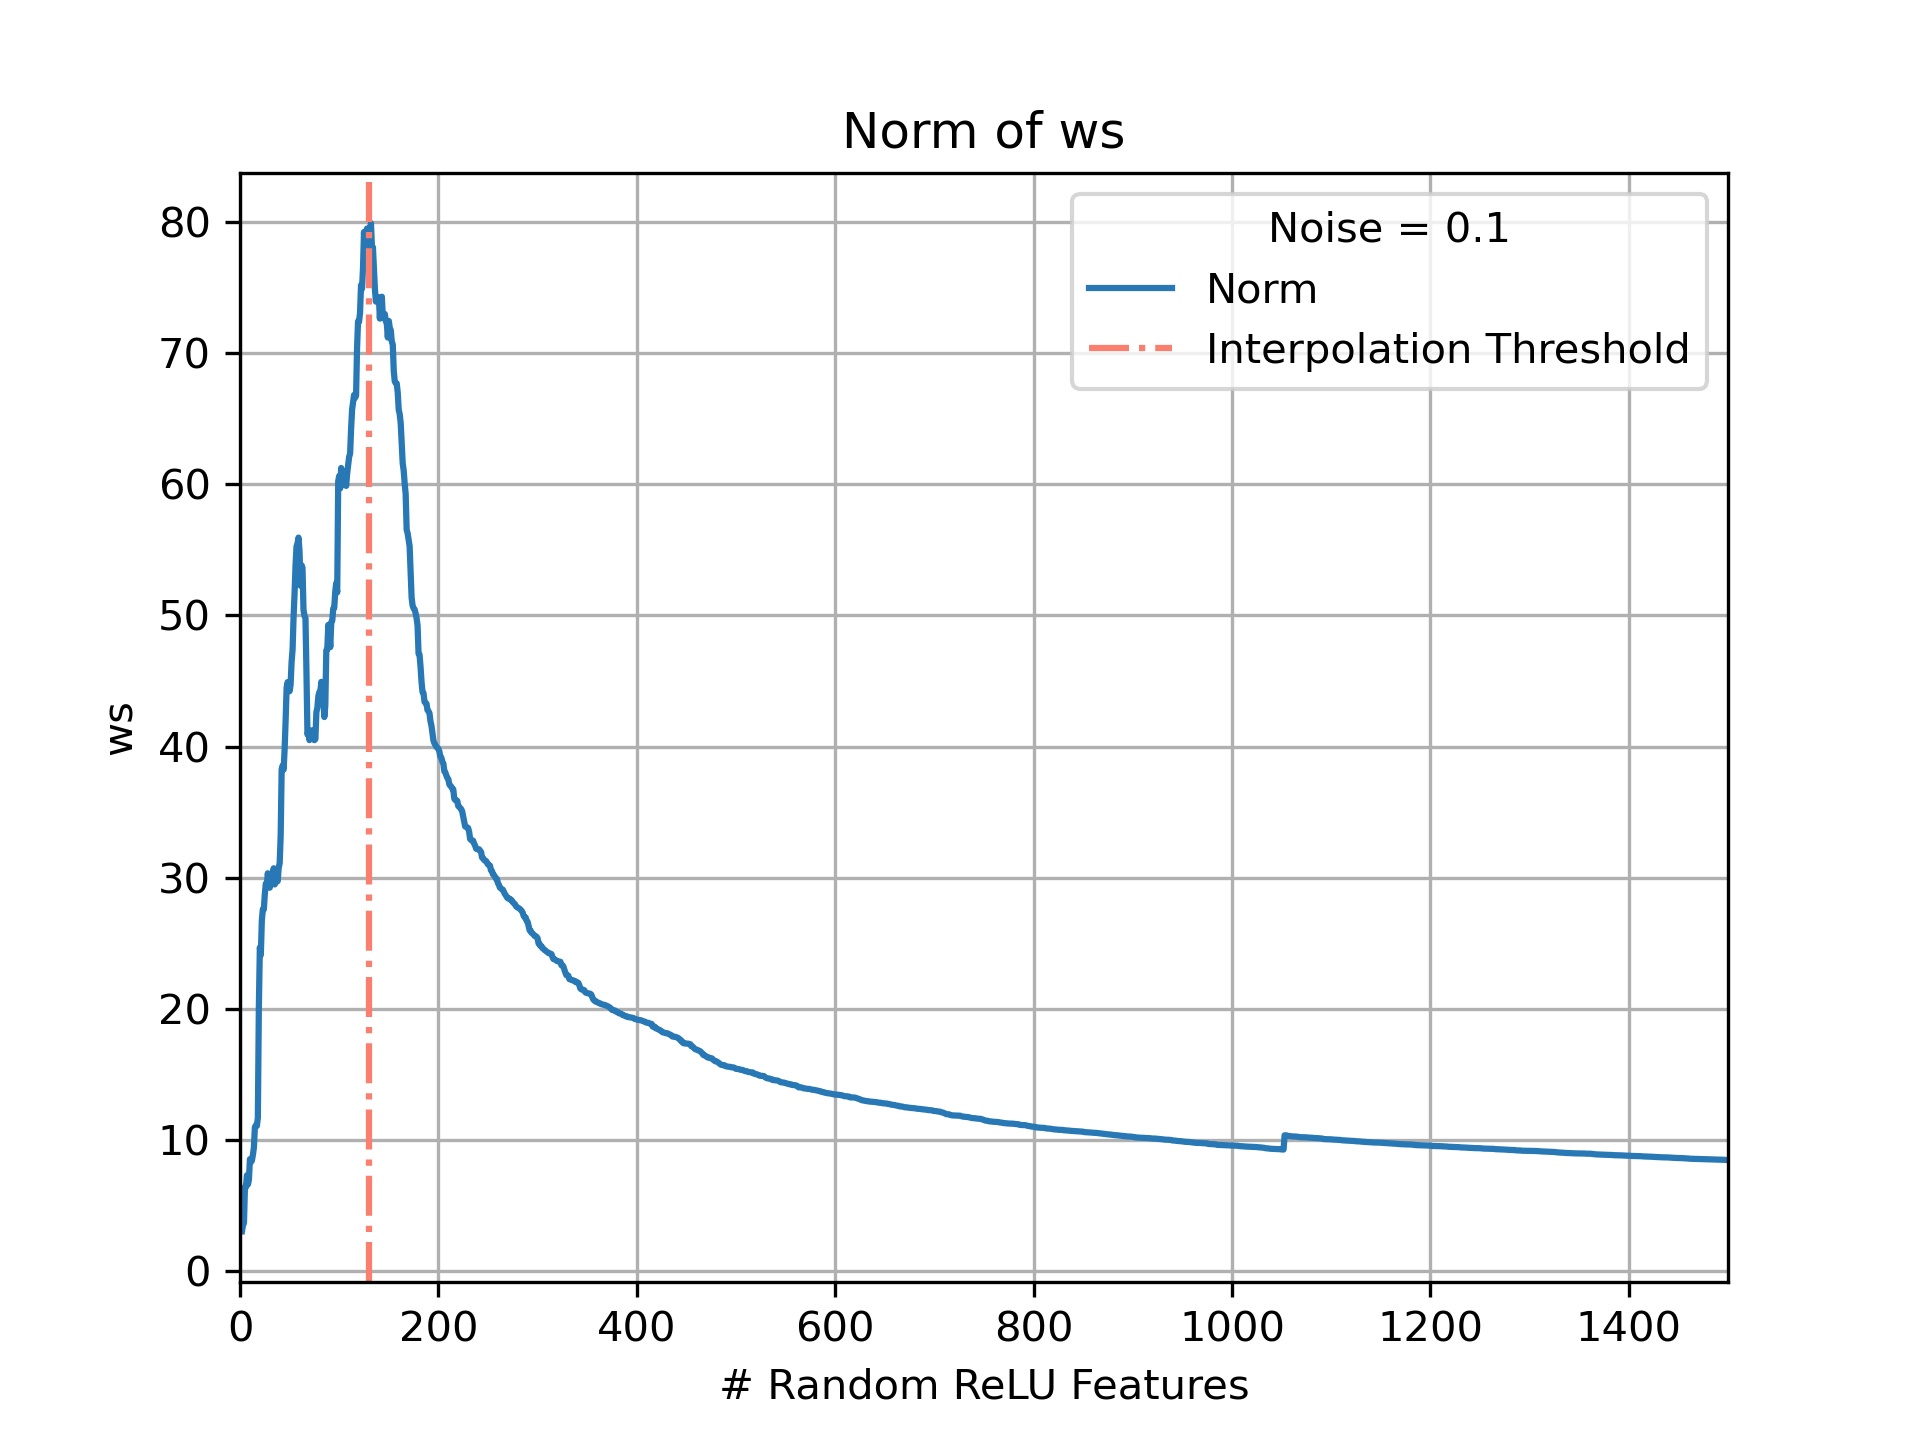 Norm of ws
Noise = 0.1
Norm
Interpolation Threshold
80
70
60
50
40
30
20
10
0
ws
0 200 400 600 800 1000 1200 1400
# Random ReLU Features